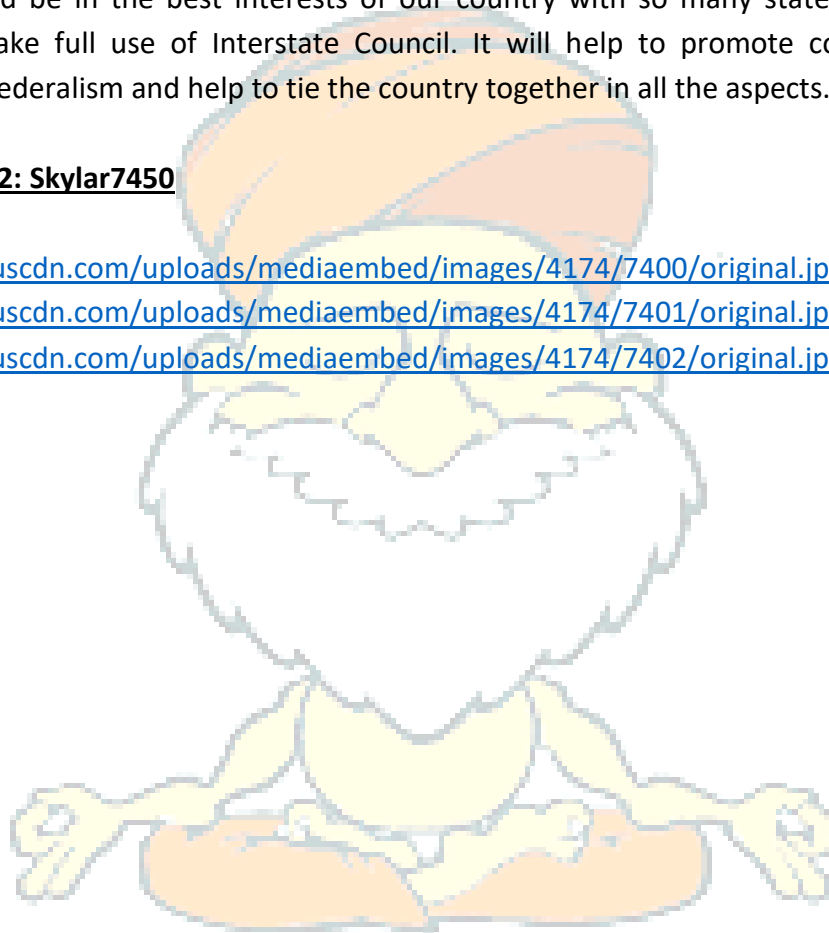 d be in the best interests of our country with so many state
ake full use of Interstate Council. It will help to promote co
ederalism and help to tie the country together in all the aspects.
2: Skylar7450
uscdn.com/uploads/mediaembed/images/4174/7400/original.jp
uscdn.com/uploads/mediaembed/images/4174/7401/original.jp
uscdn.com/uploads/mediaembed/images/4174/7402/original.jp